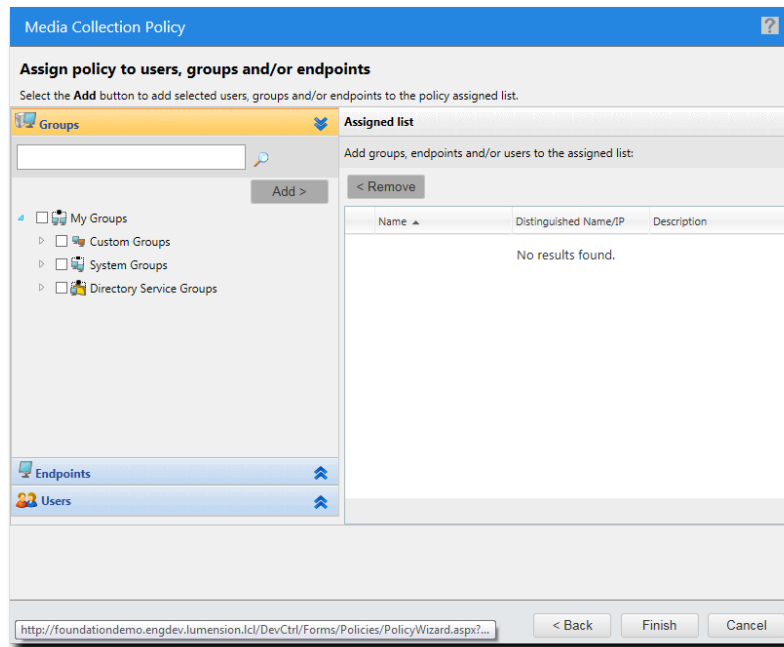 Media Collection Policy
?
Assign policy to users, groups and/or endpoints
Select the Add button to add selected users, groups and/or endpoints to the policy assigned list.
Groups
Add >
My Groups
Custom Groups
System Groups
Directory Service Groups
Endpoints
Users
Assigned list
Add groups, endpoints and/or users to the assigned list:
< Remove
Name Distinguished Name/IP Description
No results found.
http://foundationdemo.engdev.lumension.lcl/DevCtrl/Forms/Policies/PolicyWizard.aspx?...
< Back Finish Cancel